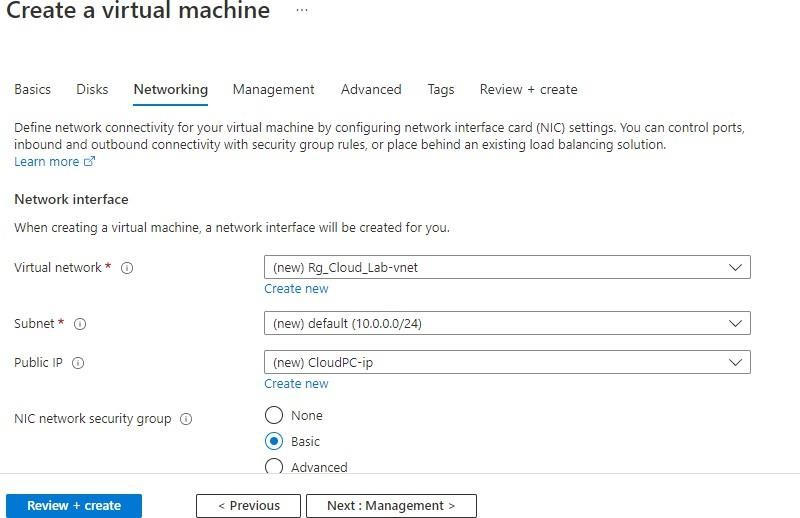 Create a virtual machine ...
Basics Disks Networking Management Advanced Tags Review + create
Define network connectivity for your virtual machine by configuring network interface card (NIC) settings. You can control ports,
inbound and outbound connectivity with security group rules, or place behind an existing load balancing solution.
Learn more
Network interface
When creating a virtual machine, a network interface will be created for you.
Virtual network * (new) Rg_Cloud_Lab-vnet
Create new
Subnet * (new) default (10.0.0.0/24)
Public IP (new) CloudPC-ip
Create new
NIC network security group None
Basic
Advanced
Review + create < Previous Next : Management >